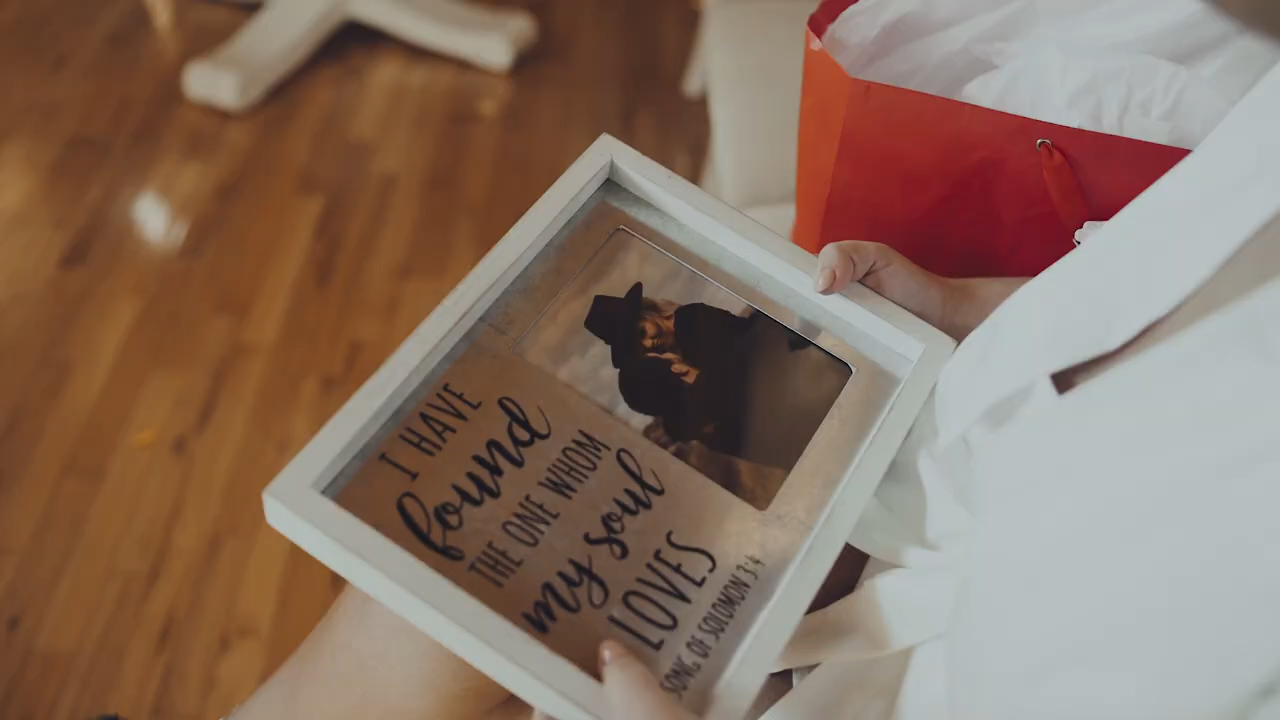 I HAVE
found
THE ONE WHOM
my soul
LOVES
SONG OF SOLOMON 3:4